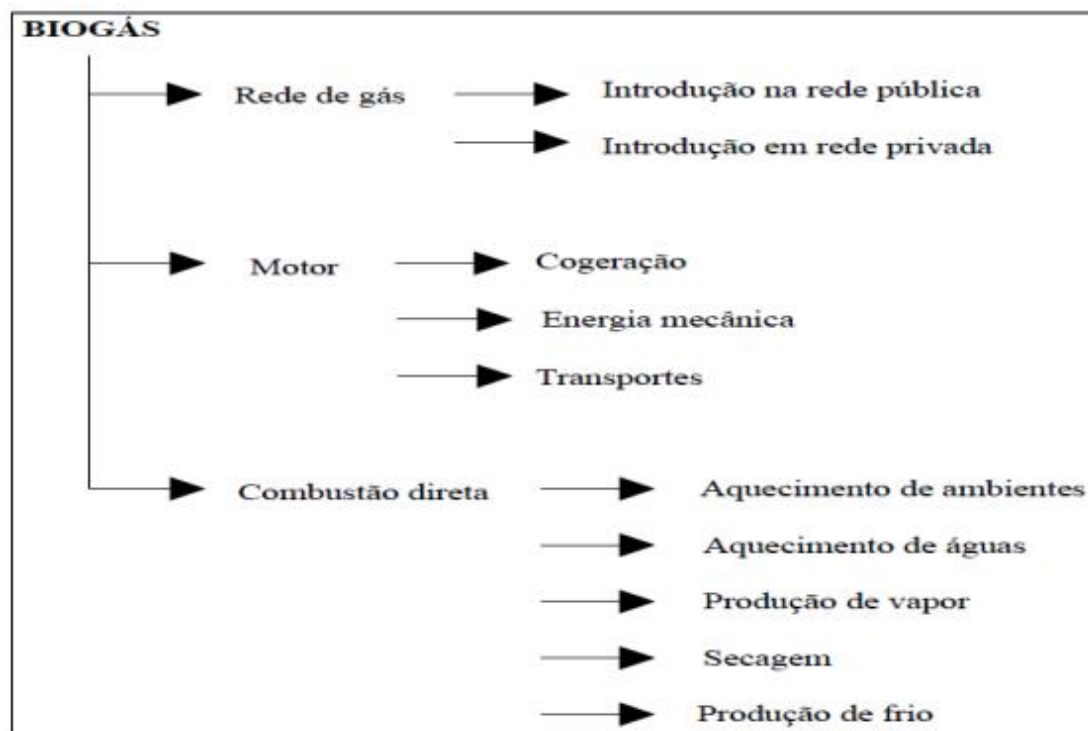 BIOGÁS
Rede de gás
Introdução na rede pública
Introdução em rede privada
Motor
Cogeração
Energia mecânica
Transportes
Combustão direta
Aquecimento de ambientes
Aquecimento de águas
Produção de vapor
Secagem
Produção de frio